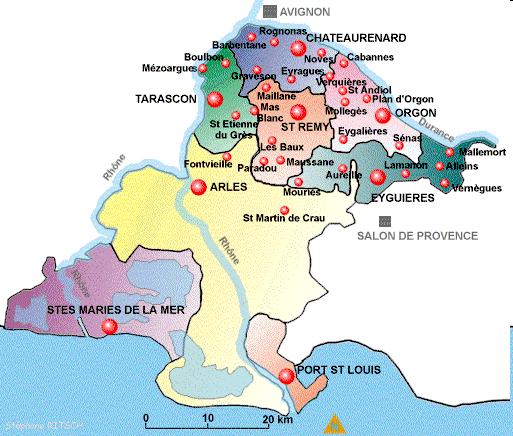 AVIGNON
Rognonas
Barbentane
CHATEAURENARD
Boulbon
Noves
Cabannes
Mézoargues
Graveson
Eyragues
Verquières
St Andiol
Maillane
Plan d'Orgon
TARASCON
Mas
Blanc
Mollegès
ORGON
St Etienne
du Grès
ST REMY
Durance
Eygalières
Sénas
Les Baux
Mallemort
Fontvieille
Paradou
Maussane
Aureille
Lamanon
Alleins
Rhône
ARLES
Mouriès
EYGUIERES
Vernègues
St Martin de Crau
SALON DE PROVENCE
Rhône
Rhône
STES MARIES DE LA MER
PORT ST LOUIS
0 10 20 km
Stéphane RITSCH